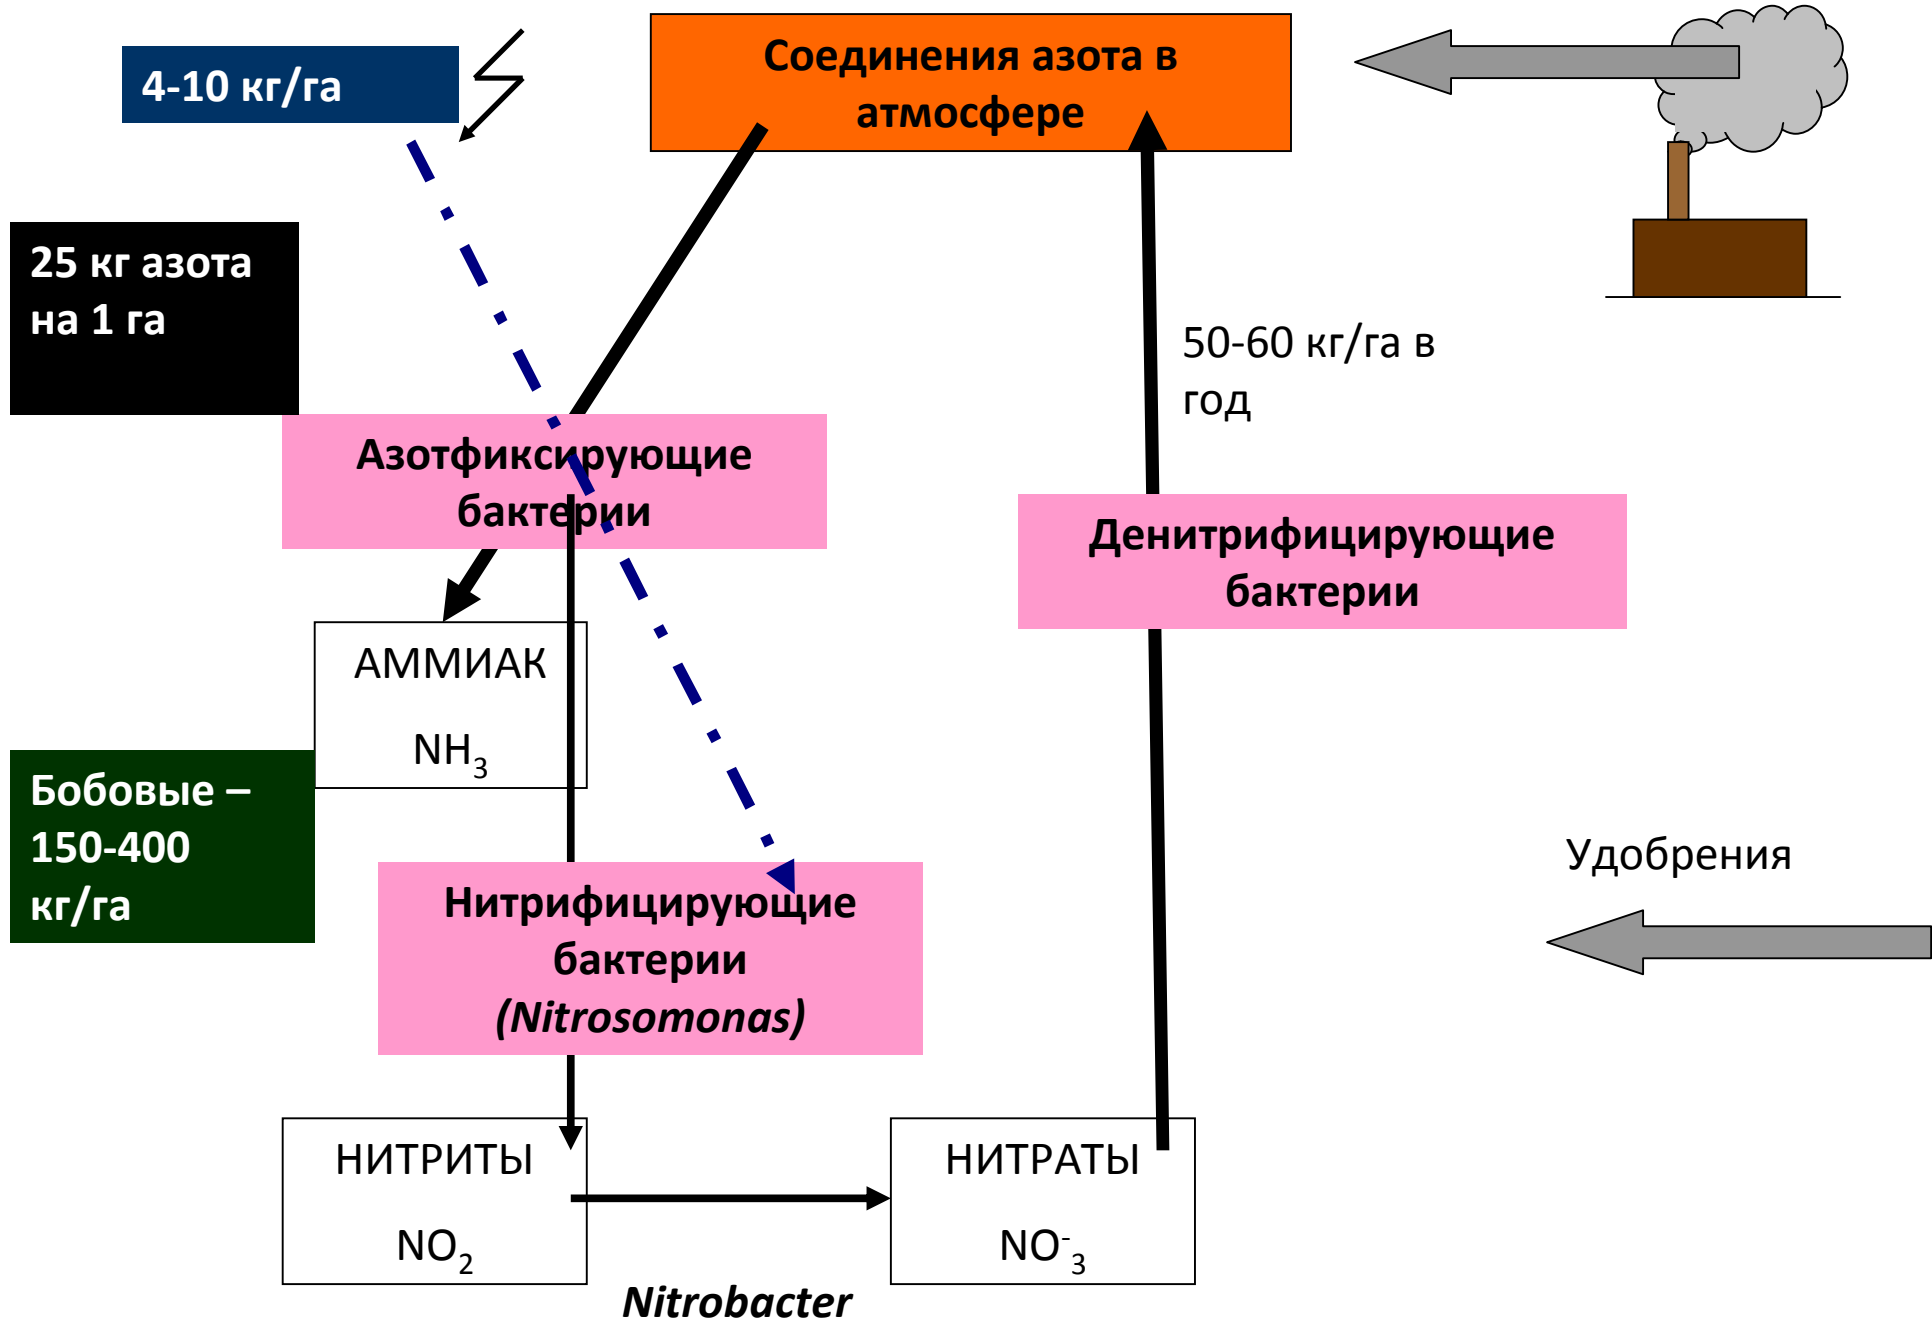 4-10 кг/га
Соединения азота в
атмосфере
25 кг азота
на 1 га
50-60 кг/га в
год
Азотфиксирующие
бактерии
Денитрифицирующие
бактерии
АММИАК
NH₃
Бобовые –
150-400
кг/га
Удобрения
Нитрифицирующие
бактерии
(Nitrosomonas)
НИТРИТЫ
NO₂
НИТРАТЫ
NO⁻₃
Nitrobacter